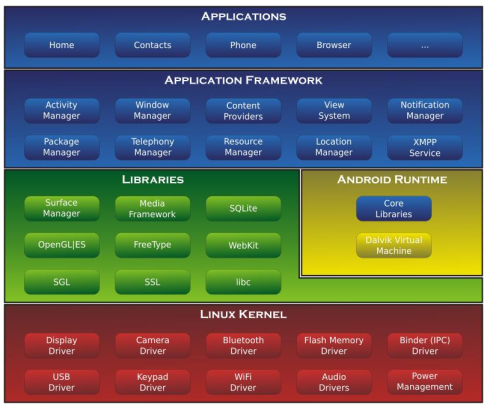 APPLICATIONS
Home Contacts Phone Browser ...
APPLICATION FRAMEWORK
Activity Manager Window Manager Content Providers View System Notification Manager
Package Manager Telephony Manager Resource Manager Location Manager XMPP Service
LIBRARIES
Surface Manager Media Framework SQLite
OpenGL|ES FreeType WebKit
SGL SSL libc
ANDROID RUNTIME
Core Libraries
Dalvik Virtual Machine
LINUX KERNEL
Display Driver Camera Driver Bluetooth Driver Flash Memory Driver Binder (IPC) Driver
USB Driver Keypad Driver WiFi Driver Audio Drivers Power Management